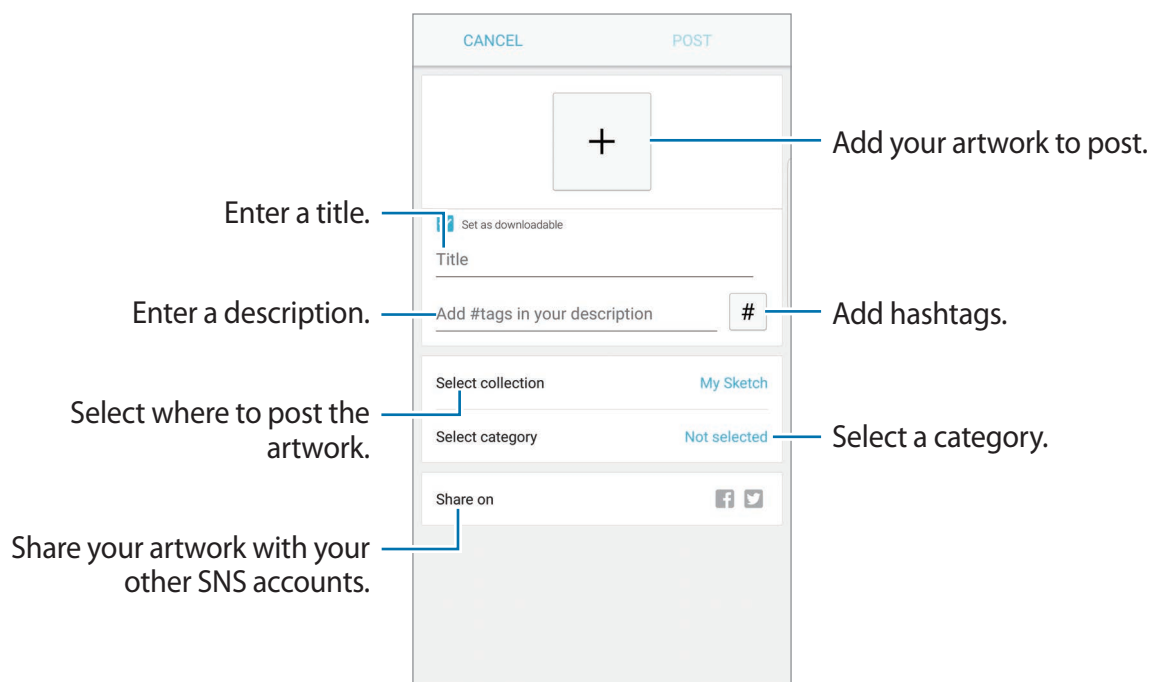 CANCEL POST
+
Add your artwork to post.
Enter a title.
Set as downloadable
Title
Enter a description.
Add #tags in your description
#
Add hashtags.
Select collection My Sketch
Select where to post the
artwork.
Select category Not selected
Select a category.
Share on
Share your artwork with your
other SNS accounts.